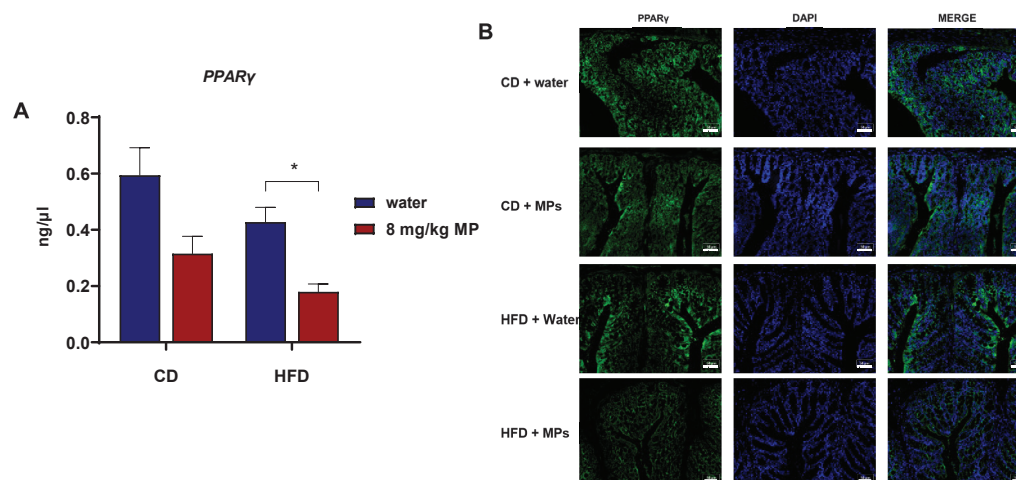 PPARγ
A
0.8
0.6
0.4
0.2
0.0
ng/µl
*
CD
HFD
water
8 mg/kg MP
B
PPARγ
DAPI
MERGE
CD + water
CD + MPs
HFD + Water
HFD + MPs